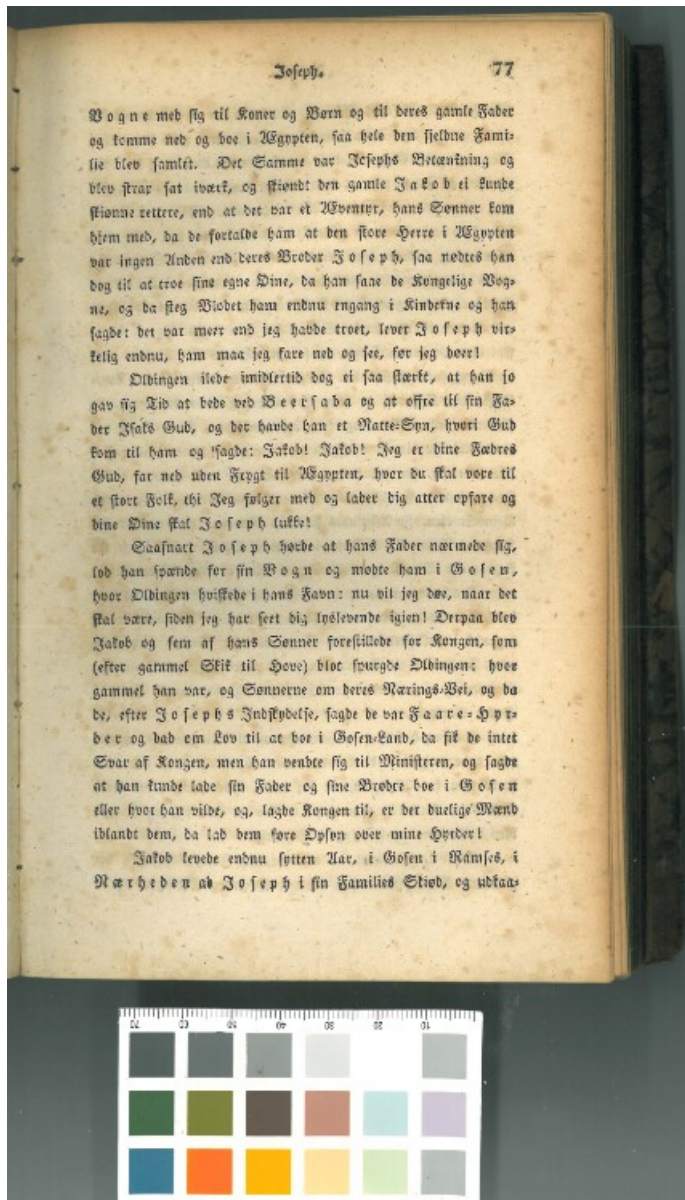 Joseph.
77
Vogne med sig til Koner og Børn og til deres gamle Fader
og komme ned og boe i Ægypten, saa hele den sjeldne Fami-
lie blev samlet. Det Samme var Josephs Betænkning og
blev strax sat iværk, og skiøndt den gamle Jakob ei kunde
skiønne rettere, end at det var et Æventyr, hans Sønner kom
hjem med, da de fortalde ham at den store Herre i Ægypten
var ingen Anden end deres Broder Joseph, saa nødtes han
dog til at troe sine egne Øine, da han saae de Kongelige Vog-
ne, og da steg Blodet ham endnu engang i Kinderne og han
sagde: det var meer end jeg havde troet, lever Joseph vir-
kelig endnu, ham maa jeg fare ned og see, før jeg døer!
Oldingen ilede imidlertid dog ei saa stærkt, at han jo
gav sig Tid at bede ved Beersaba og at offre til sin Fa-
der Isaks Gud, og der havde han et Natte-Syn, hvori Gud
kom til ham og sagde: Jakob! Jakob! Jeg er dine Fædres
Gud, far ned uden Frygt til Ægypten, hvor du skal vore til
et stort Folk, thi Jeg følger med og lader dig atter opfare og
dine Øine skal Joseph lukke!
Saasnart Joseph hørde at hans Fader nærmede sig,
lod han spænde for sin Vogn og mødte ham i Gosen,
hvor Oldingen hviskede i hans Favn: nu vil jeg døe, naar det
skal være, siden jeg har seet dig lyslevende igien! Derpaa blev
Jakob og fem af hans Sønner forestillede for Kongen, som
(efter gammel Skik til Hove) blot spurgde Oldingen: hvor
gammel han var, og Sønnerne om deres Nærings-Vei, og da
de, efter Josephs Indskydelse, sagde de var Faare-Hyr-
der og bad om Lov til at boe i Gosen-Land, da fik de intet
Svar af Kongen, men han vendte sig til Ministeren, og sagde
at han kunde lade sin Fader og sine Brødre boe i Gosen
eller hvor han vilde, og, lagde Kongen til, er der duelige Mænd
iblandt dem, da lad dem føre Opsyn over mine Hyrder!
Jakob levede endnu sytten Aar, i Gosen i Ramses, i
Nærheden af Joseph i sin Families Skiød, og udkaa-
70 60 50 40 30 20 10